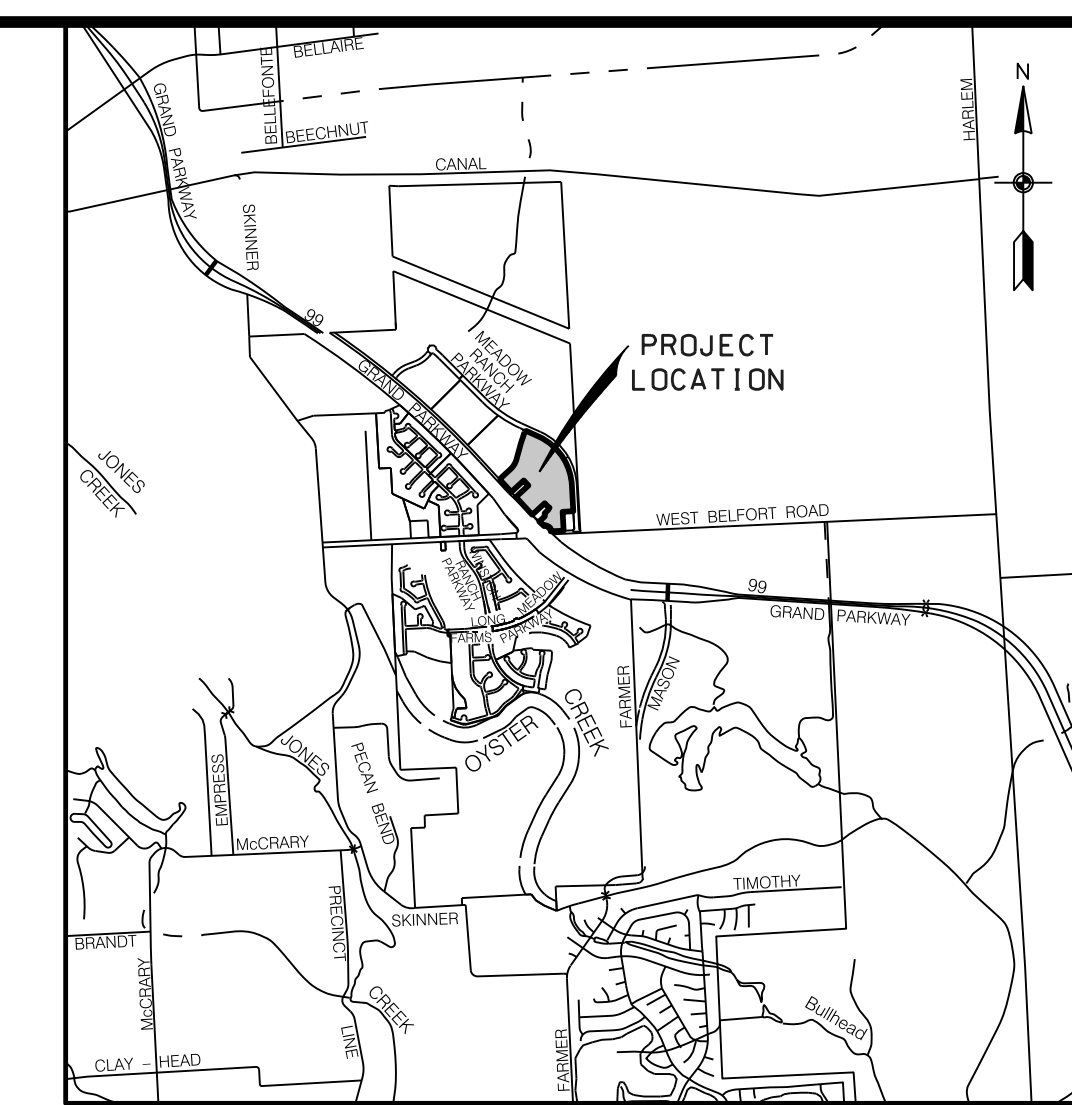 BELLAIRE
BELLEFONTE
GRAND PARKWAY
BEECHNUT
HARLEM
N
CANAL
SKINNER
99
MEADOW
RANCH
PARKWAY
PROJECT
LOCATION
GRAND PARKWAY
JONES
CREEK
WEST BELFORT ROAD
RANCH
PARKWAY
LONG
MEADOW
FARMS
PARKWAY
99
GRAND PARKWAY
FARMER
MASON
OYSTER
CREEK
JONES
EMPRESS
PECAN BEND
McCRARY
TIMOTHY
PRECINCT
SKINNER
BRANDT
McCRARY
CREEK
LINE
Bullhead
CLAY - HEAD
FARMER